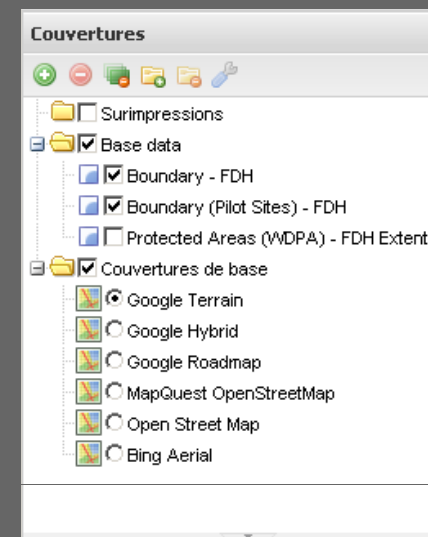 Couvertures
Surimpressions
Base data
Boundary - FDH
Boundary (Pilot Sites) - FDH
Protected Areas (WDPA) - FDH Extent
Couvertures de base
Google Terrain
Google Hybrid
Google Roadmap
MapQuest OpenStreetMap
Open Street Map
Bing Aerial